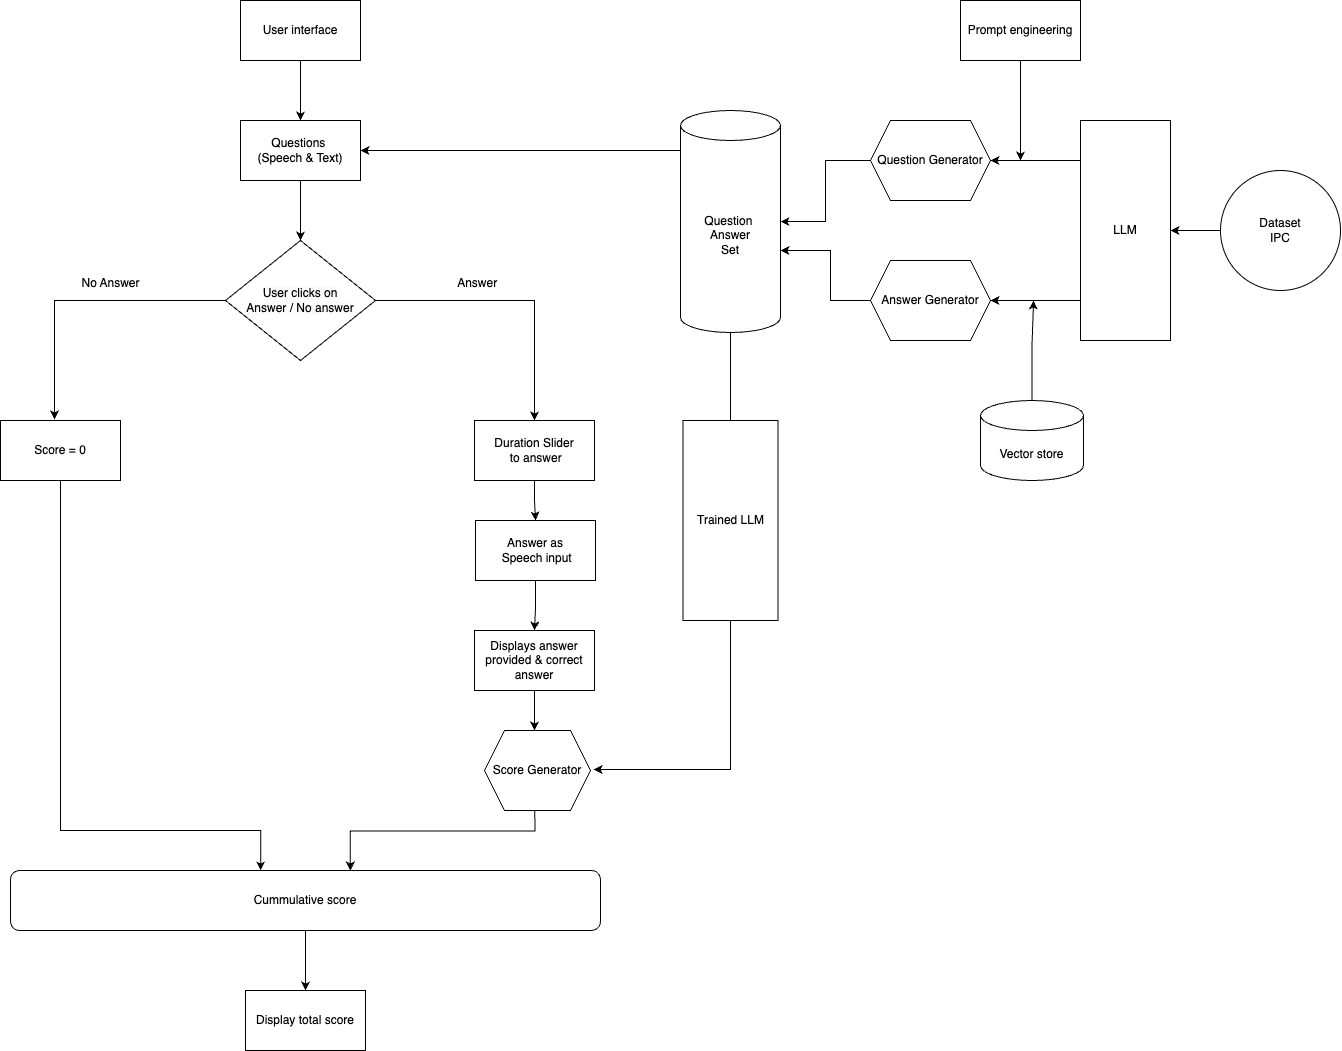 User interface
Prompt engineering
Questions
(Speech & Text)
Question Generator
Question
Answer
Set
LLM
Dataset
IPC
No Answer
Answer
User clicks on
Answer / No answer
Answer Generator
Score = 0
Duration Slider
to answer
Vector store
Answer as
Speech input
Trained LLM
Displays answer
provided & correct
answer
Score Generator
Cummulative score
Display total score